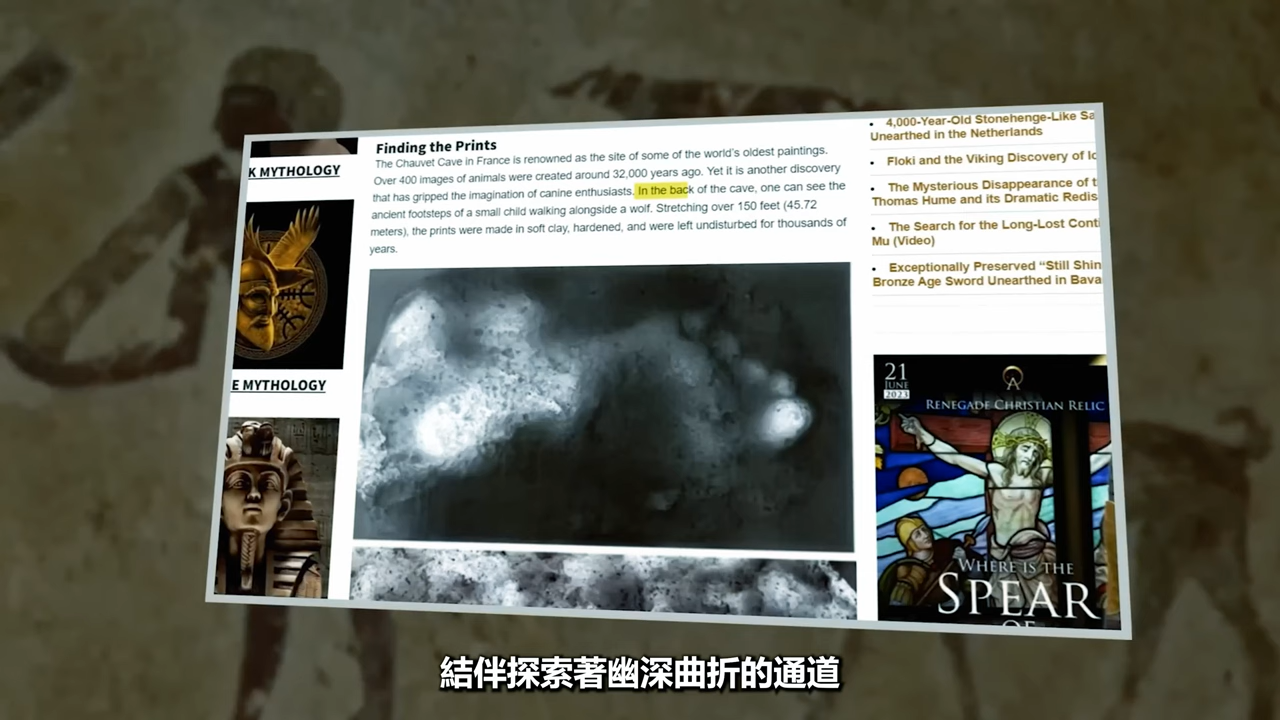 K MYTHOLOGY
E MYTHOLOGY
Finding the Prints
The Chauvet Cave in France is renowned as the site of some of the world's oldest paintings.
Over 400 images of animals were created around 32,000 years ago. Yet it is another discovery
that has gripped the imagination of canine enthusiasts. In the back of the cave, one can see the
ancient footsteps of a small child walking alongside a wolf. Stretching over 150 feet (45.72
meters), the prints were made in soft clay, hardened, and were left undisturbed for thousands of
years.
4,000-Year-Old Stonehenge-Like Sa
Unearthed in the Netherlands
Floki and the Viking Discovery of Ic
The Mysterious Disappearance of t
Thomas Hume and its Dramatic Redis
The Search for the Long-Lost Conti
Mu (Video)
Exceptionally Preserved “Still Shin
Bronze Age Sword Unearthed in Bava
21
JUNE
2023
RENEGADE CHRISTIAN RELIC
WHERE IS THE
SPEAR
OF
結伴探索著幽深曲折的通道